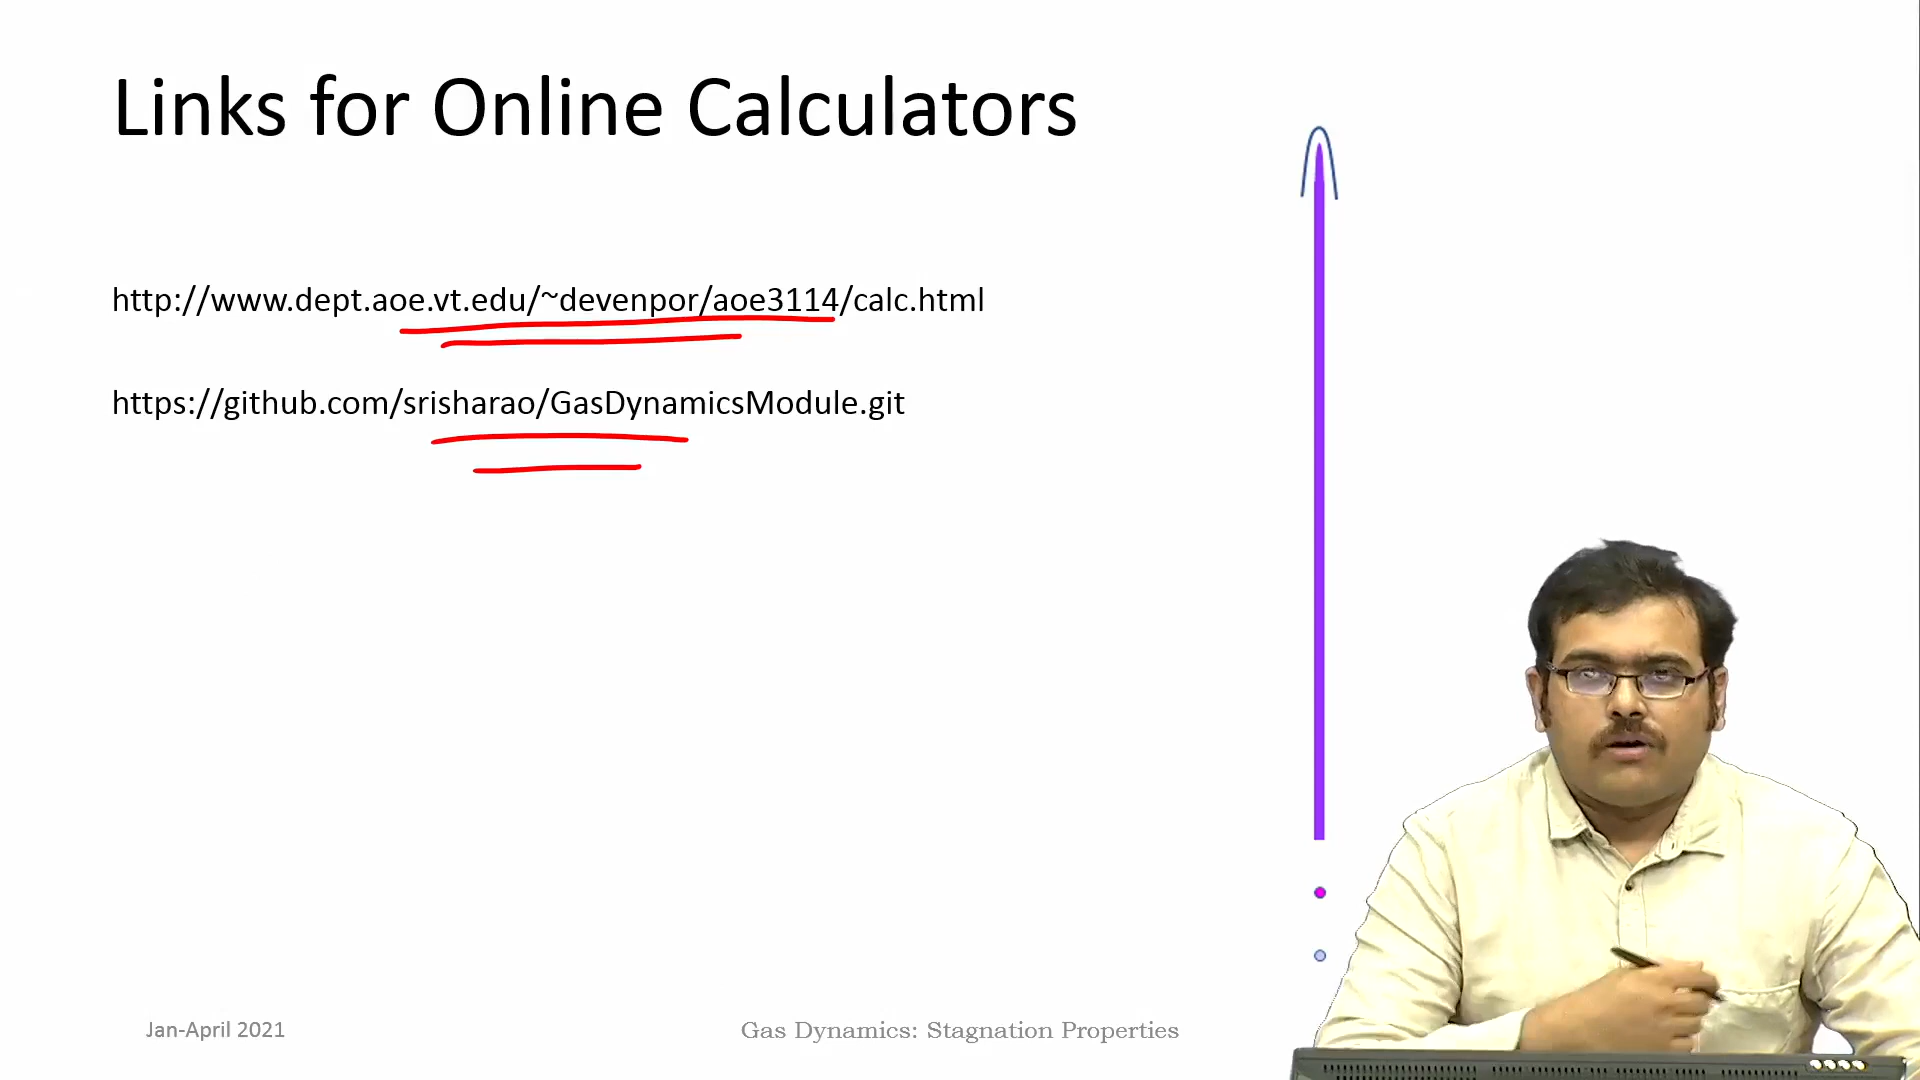 Links for Online Calculators
http://www.dept.aoe.vt.edu/~devenpor/aoe3114/calc.html
https://github.com/srisharao/GasDynamicsModule.git
Jan-April 2021
Gas Dynamics: Stagnation Properties